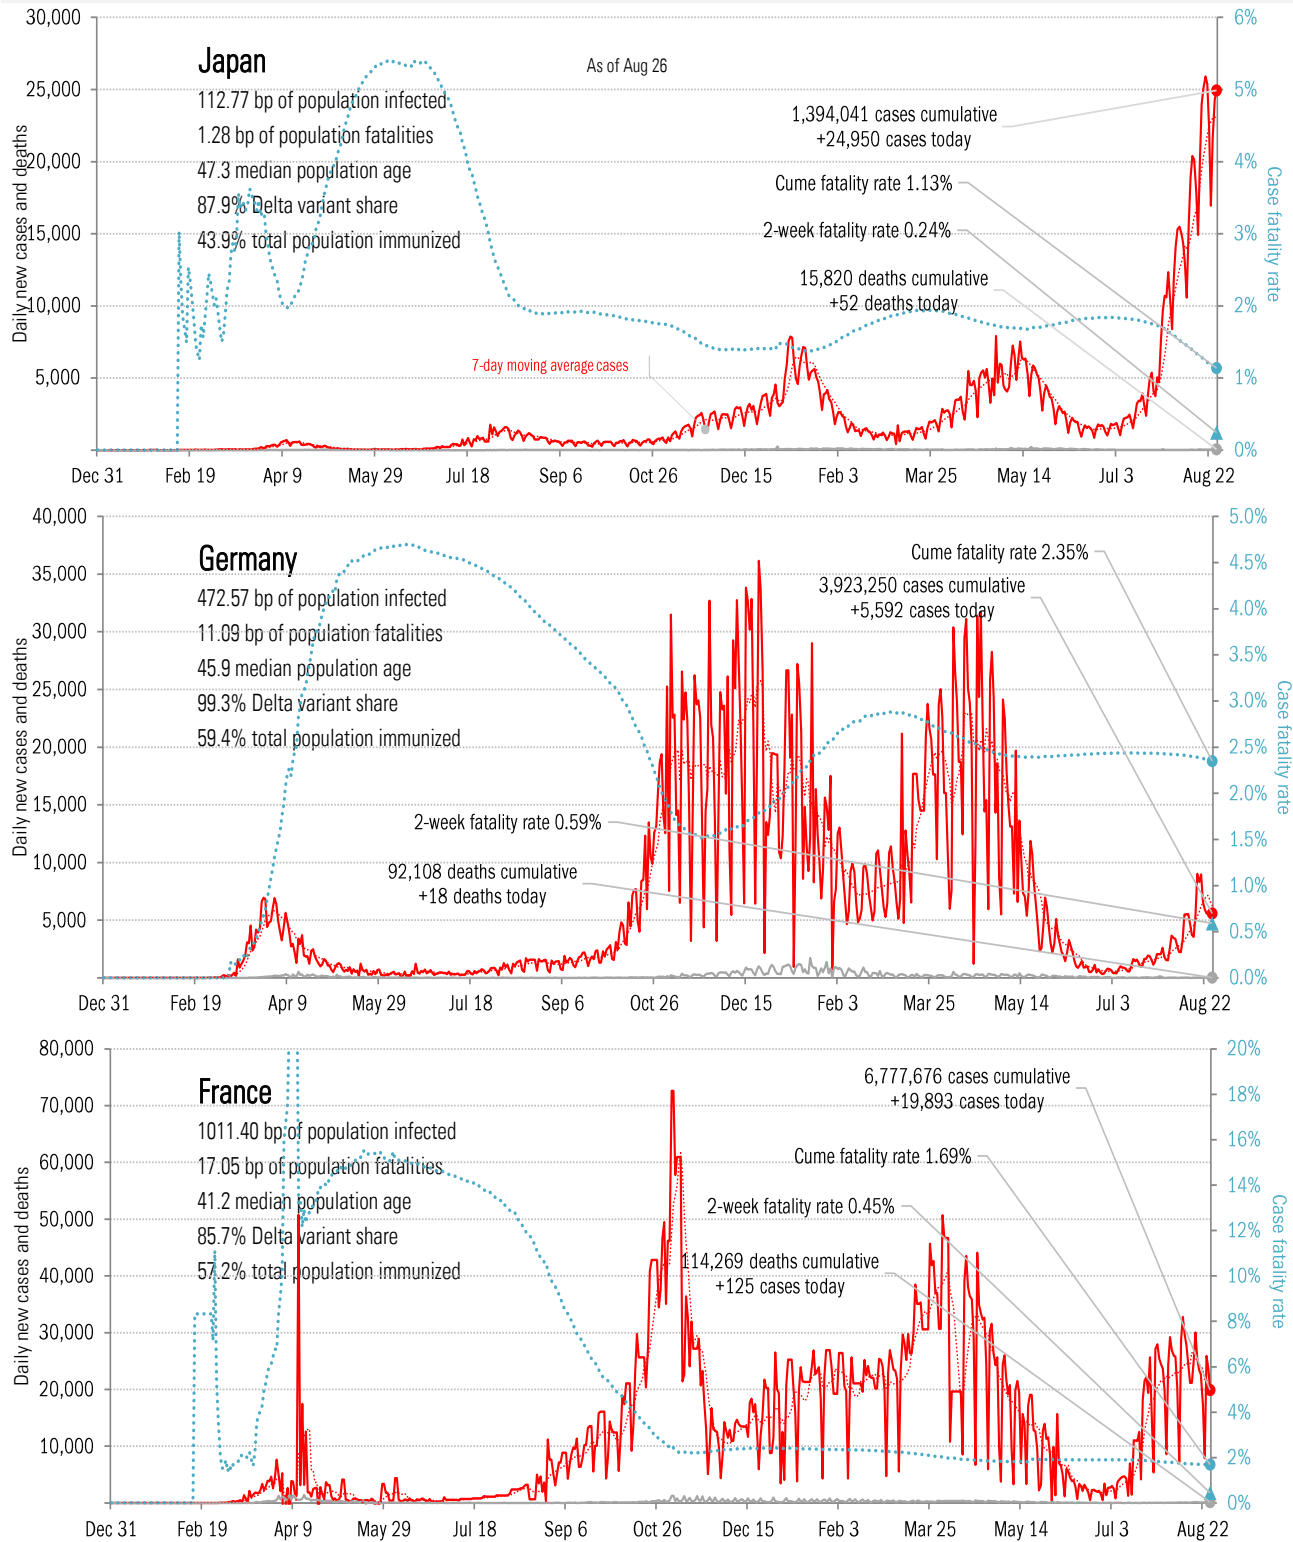 30,000
25,000
20,000
15,000
10,000
5,000
Daily new cases and deaths
Japan
112.77 bp of population infected
1.28 bp of population fatalities
47.3 median population age
87.9% Delta variant share
43.9% total population immunized
As of Aug 26
1,394,041 cases cumulative
+24,950 cases today
Cume fatality rate 1.13%
2-week fatality rate 0.24%
15,820 deaths cumulative
+52 deaths today
7-day moving average cases
6%
5%
4%
3%
2%
1%
0%
Case fatality rate
Dec 31 Feb 19 Apr 9 May 29 Jul 18 Sep 6 Oct 26 Dec 15 Feb 3 Mar 25 May 14 Jul 3 Aug 22
40,000
35,000
30,000
25,000
20,000
15,000
10,000
5,000
Daily new cases and deaths
Germany
472.57 bp of population infected
11.09 bp of population fatalities
45.9 median population age
99.3% Delta variant share
59.4% total population immunized
Cume fatality rate 2.35%
3,923,250 cases cumulative
+5,592 cases today
2-week fatality rate 0.59%
92,108 deaths cumulative
+18 deaths today
5.0%
4.5%
4.0%
3.5%
3.0%
2.5%
2.0%
1.5%
1.0%
0.5%
0.0%
Case fatality rate
Dec 31 Feb 19 Apr 9 May 29 Jul 18 Sep 6 Oct 26 Dec 15 Feb 3 Mar 25 May 14 Jul 3 Aug 22
80,000
70,000
60,000
50,000
40,000
30,000
20,000
10,000
Daily new cases and deaths
France
1011.40 bp of population infected
17.05 bp of population fatalities
41.2 median population age
85.7% Delta variant share
57.2% total population immunized
6,777,676 cases cumulative
+19,893 cases today
Cume fatality rate 1.69%
2-week fatality rate 0.45%
114,269 deaths cumulative
+125 cases today
20%
18%
16%
14%
12%
10%
8%
6%
4%
2%
0%
Case fatality rate
Dec 31 Feb 19 Apr 9 May 29 Jul 18 Sep 6 Oct 26 Dec 15 Feb 3 Mar 25 May 14 Jul 3 Aug 22